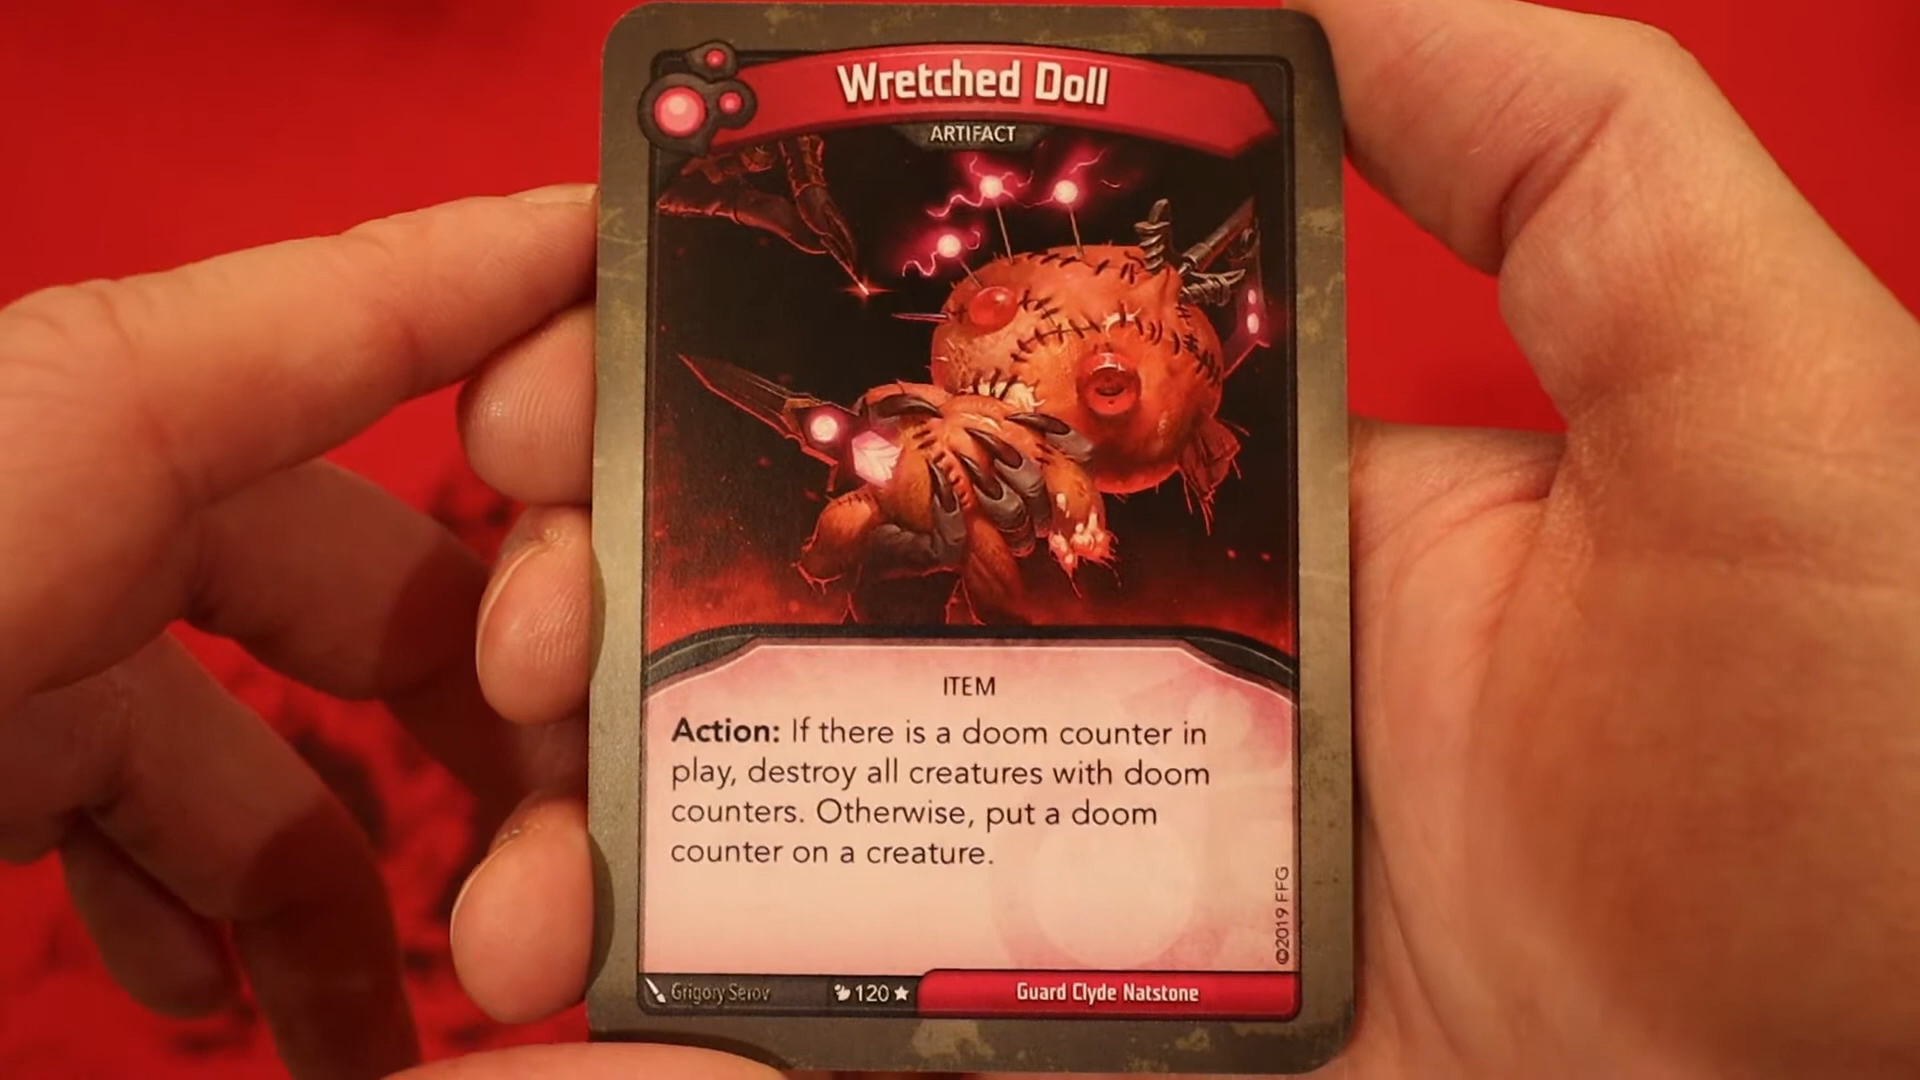 Wretched Doll
ARTIFACT
ITEM
Action: If there is a doom counter in
play, destroy all creatures with doom
counters. Otherwise, put a doom
counter on a creature.
©2019 FFG
Grigory Serov
120
Guard Clyde Natstone